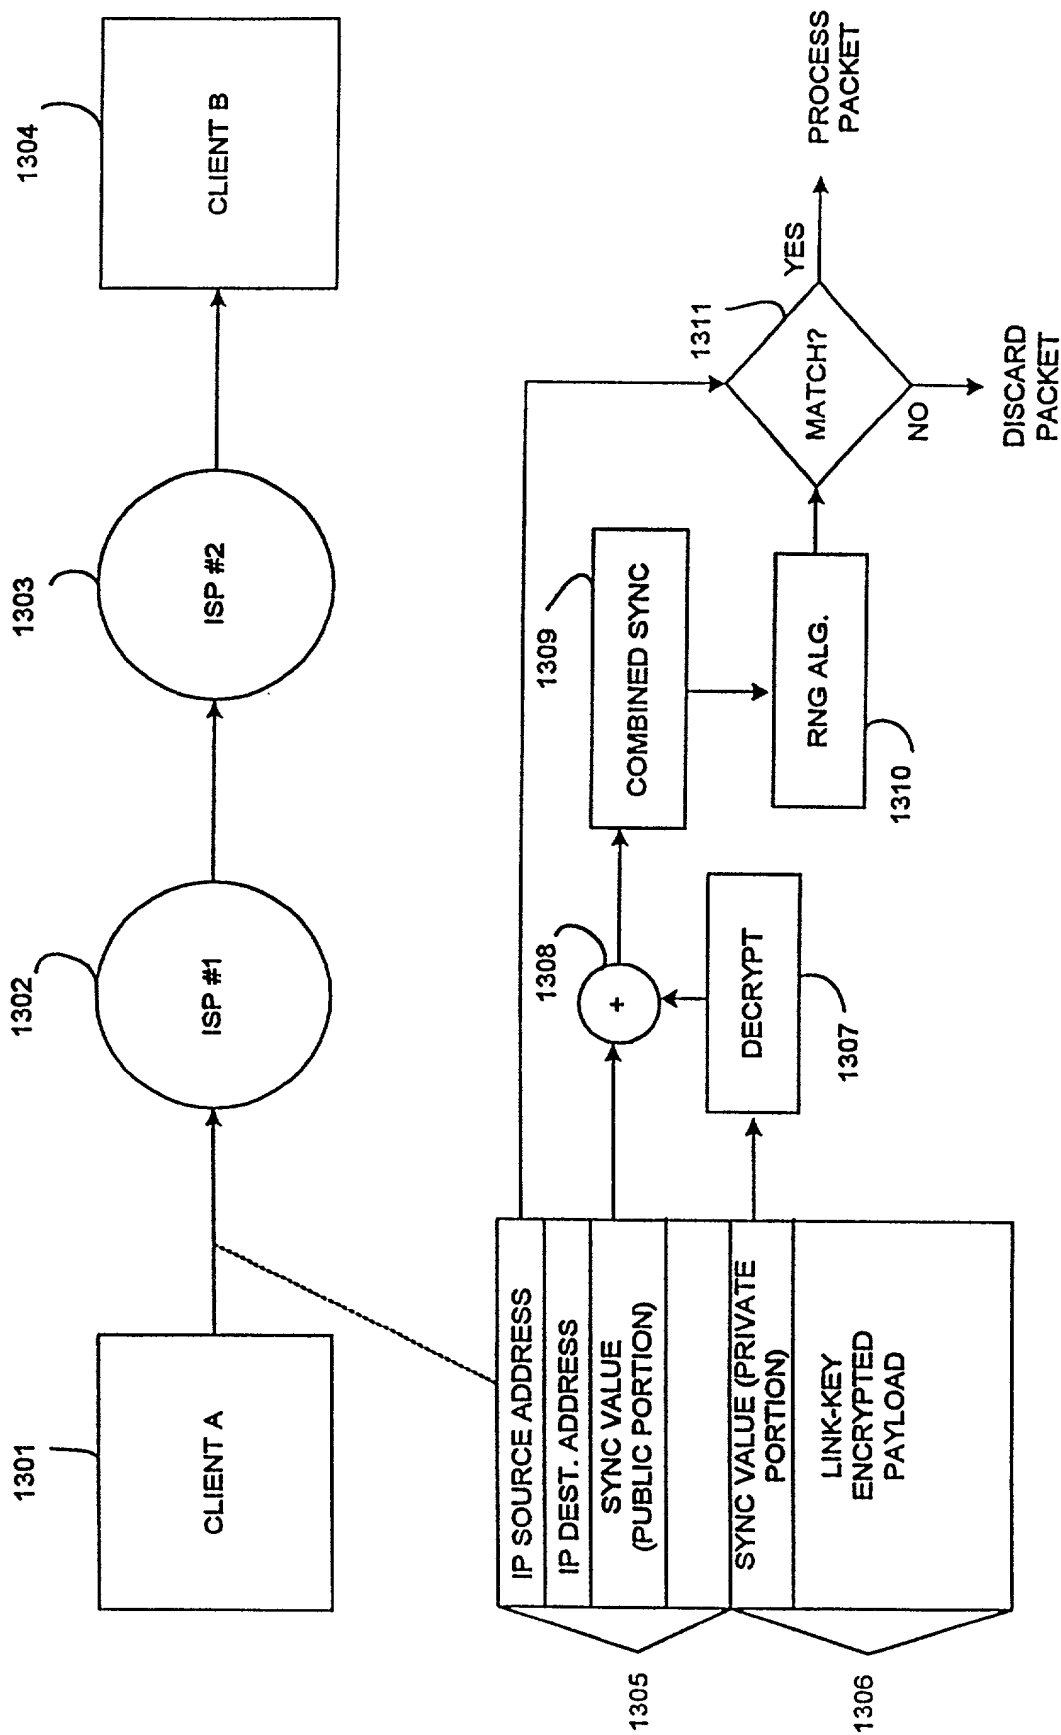 1301
CLIENT A
1302
ISP #1
1303
ISP #2
1304
CLIENT B
1305
IP SOURCE ADDRESS
IP DEST. ADDRESS
SYNC VALUE
(PUBLIC PORTION)
1306
SYNC VALUE (PRIVATE
PORTION)
LINK-KEY
ENCRYPTED
PAYLOAD
DECRYPT
1307
1308
+
1309
COMBINED SYNC
RNG ALG.
1310
1311
MATCH?
YES
PROCESS
PACKET
NO
DISCARD
PACKET